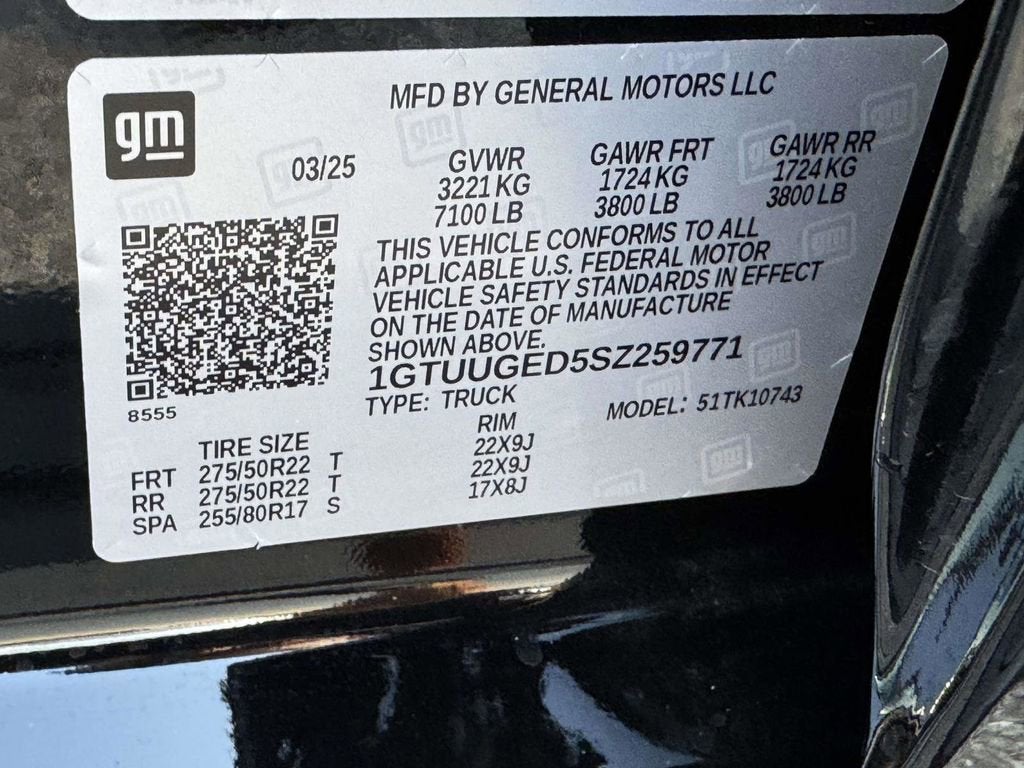 gm
MFD BY GENERAL MOTORS LLC
03/25
GVWR GAWR FRT GAWR RR
3221 KG 1724 KG 1724 KG
7100 LB 3800 LB 3800 LB
THIS VEHICLE CONFORMS TO ALL
APPLICABLE U.S. FEDERAL MOTOR
VEHICLE SAFETY STANDARDS IN EFFECT
ON THE DATE OF MANUFACTURE
SHOWN ABOVE.
1GTUUGED5SZ259771
8555
TYPE: TRUCK MODEL: 51TK10743
TIRE SIZE RIM
FRT 275/50R22 T 22X9J
RR 275/50R22 T 22X9J
SPA 255/80R17 S 17X8J